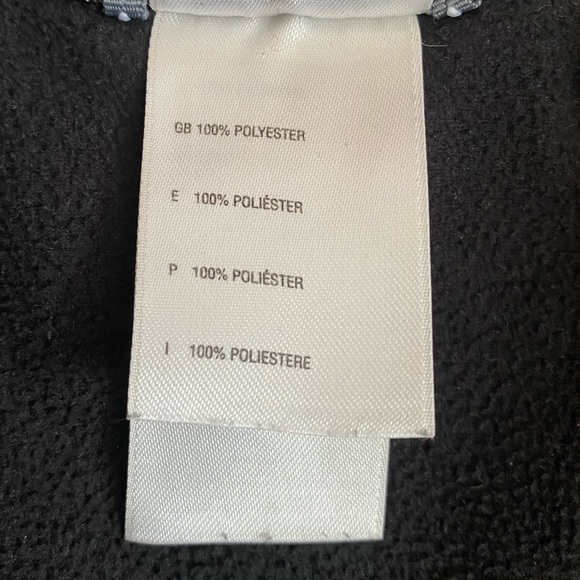 GB 100% POLYESTER
E 100% POLIÉSTER
P 100% POLIÉSTER
I 100% POLIESTERE